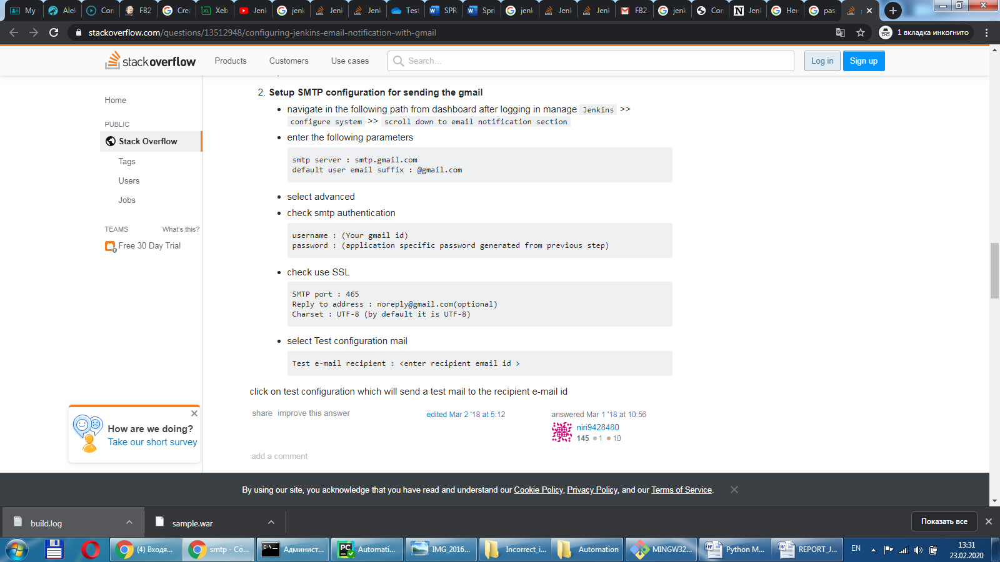 My
Alek
Con
FB2
Crea
Xeb
Jenl
jenk
Jenl
Jenl
Test
SPR
Spri
jenk
Jenl
Jenl
FB2
jenk
Con
Jenl
Her
pas
stackoverflow.com/questions/13512948/configuring-jenkins-email-notification-with-gmail
1 вкладка инкогнито
stackoverflow
Products
Customers
Use cases
Search...
Log in
Sign up
Home
PUBLIC
Stack Overflow
Tags
Users
Jobs
TEAMS
What's this?
Free 30 Day Trial
2. Setup SMTP configuration for sending the gmail
navigate in the following path from dashboard after logging in manage Jenkins >>
configure system >> scroll down to email notification section
enter the following parameters
smtp server : smtp.gmail.com
default user email suffix : @gmail.com
select advanced
check smtp authentication
username : (Your gmail id)
password : (application specific password generated from previous step)
check use SSL
SMTP port : 465
Reply to address : noreply@gmail.com(optional)
Charset : UTF-8 (by default it is UTF-8)
select Test configuration mail
Test e-mail recipient : <enter recipient email id >
click on test configuration which will send a test mail to the recipient e-mail id
share improve this answer
edited Mar 2 '18 at 5:12
answered Mar 1 '18 at 10:56
niri9428480
145 1 10
add a comment
How are we doing?
Take our short survey
By using our site, you acknowledge that you have read and understand our Cookie Policy, Privacy Policy, and our Terms of Service.
build.log
sample.war
Показать все
(4) Входя...
smtp - Co...
Админист...
Automati...
IMG_2016...
Incorrect_i...
Automation
MINGW32...
Python M...
REPORT_J...
EN
13:31
23.02.2020